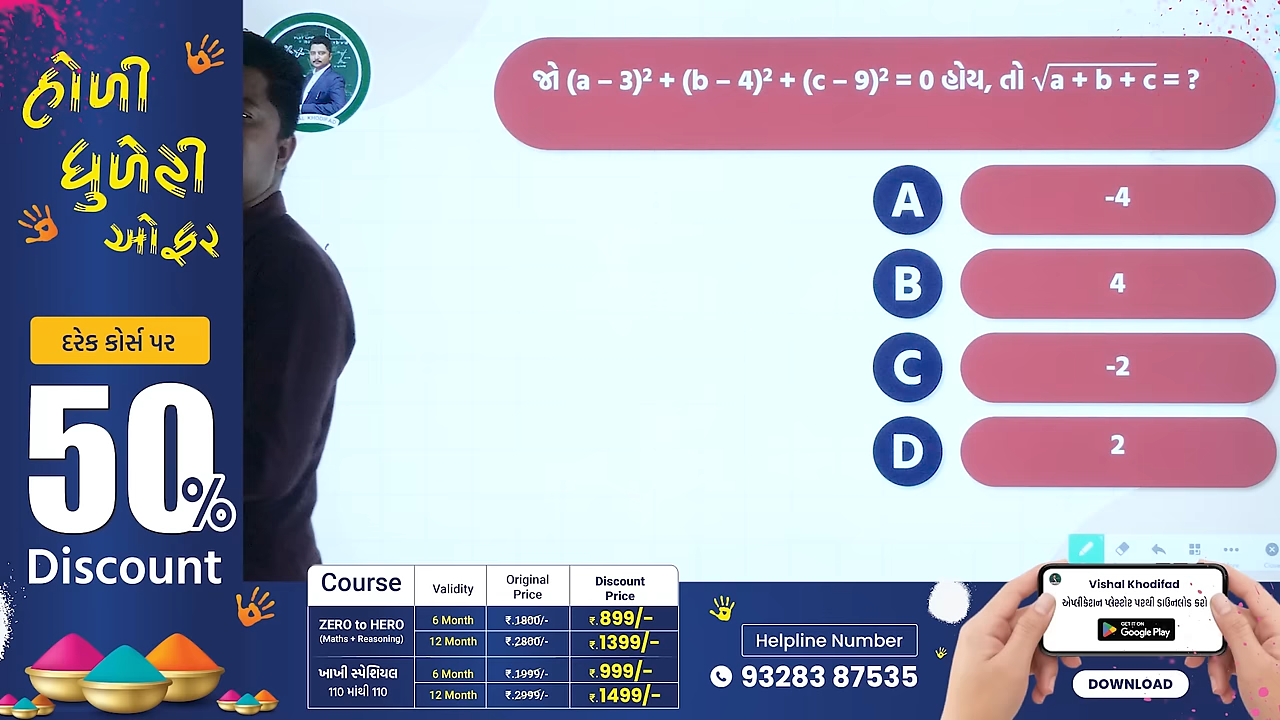 હોળી
ધુળેટી
ઓફર
દરેક કોર્સ પર
50%
Discount
AL KHODIFAD
જો (a – 3)² + (b – 4)² + (c – 9)² = 0 હોય, તો √a + b + c = ?
A -4
B 4
C -2
D 2
Course Validity Original Price Discount Price
ZERO to HERO
(Maths + Reasoning)
6 Month ₹.1800/- ₹.899/-
12 Month ₹.2800/- ₹.1399/-
ખાખી સ્પેશિયલ
110 માંથી 110
6 Month ₹.1999/- ₹.999/-
12 Month ₹.2999/- ₹.1499/-
Helpline Number
93283 87535
Vishal Khodifad
એપ્લીકેશન પ્લેસ્ટોર પરથી ડાઉનલોડ કરો
GET IT ON
Google Play
DOWNLOAD